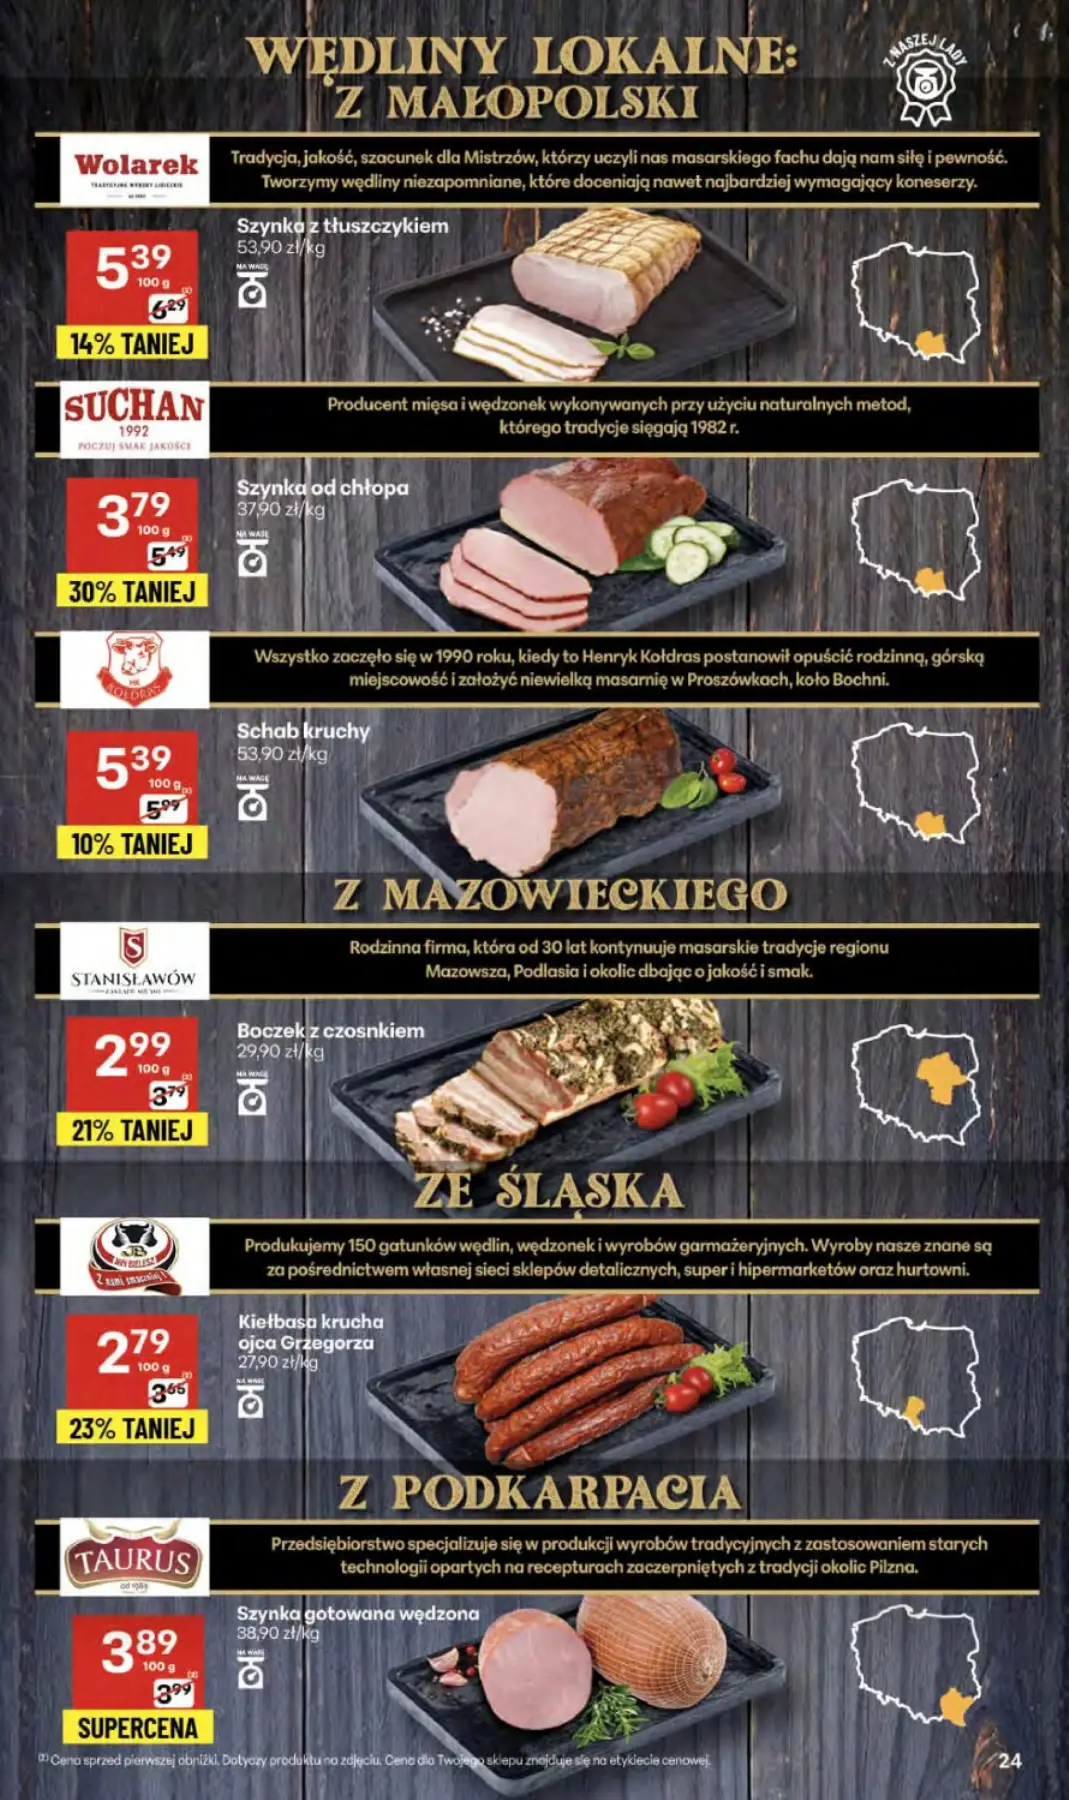 WĘDLINY LOKALNE:
Z MAŁOPOLSKI
Z NASZEJ LADY
Wolarek
Tradycja, jakość, szacunek dla Mistrzów, którzy uczyli nas masarskiego fachu dają nam siłę i pewność.
Tworzymy wędliny niezapomniane, które doceniają nawet najbardziej wymagający koneserzy.
Szynka z tłuszczykiem
53,90 zł/kg
NA WAGĘ
5 39
100 g
6 29
14% TANIEJ
SUCHAN
1992
POCZUJ SMAK JAKOŚCI
Producent mięsa i wędzonek wykonywanych przy użyciu naturalnych metod,
którego tradycje sięgają 1982 r.
Szynka od chłopa
37,90 zł/kg
NA WAGĘ
3 79
100 g
5 49
30% TANIEJ
HK
KOŁDRAS
Wszystko zaczęło się w 1990 roku, kiedy to Henryk Kołdras postanowił opuścić rodzinną, górską
miejscowość i założyć niewielką masarnię w Proszówkach, koło Bochni.
Schab kruchy
53,90 zł/kg
NA WAGĘ
5 39
100 g
5 99
10% TANIEJ
Z MAZOWIECKIEGO
S
STANISŁAWÓW
Rodzinna firma, która od 30 lat kontynuuje masarskie tradycje regionu
Mazowsza, Podlasia i okolic dbając o jakość i smak.
Boczek z czosnkiem
29,90 zł/kg
NA WAGĘ
2 99
100 g
3 79
21% TANIEJ
ZE ŚLĄSKA
JB
Z nami smaczniej!
Produkujemy 150 gatunków wędlin, wędzonek i wyrobów garmażeryjnych. Wyroby nasze znane są
za pośrednictwem własnej sieci sklepów detalicznych, super i hipermarketów oraz hurtowni.
Kiełbasa krucha
ojca Grzegorza
27,90 zł/kg
NA WAGĘ
2 79
100 g
3 65
23% TANIEJ
Z PODKARPACIA
TAURUS
od 1989
Przedsiębiorstwo specjalizuje się w produkcji wyrobów tradycyjnych z zastosowaniem starych
technologii opartych na recepturach zaczerpniętych z tradycji okolic Pilzna.
Szynka gotowana wędzona
38,90 zł/kg
NA WAGĘ
3 89
100 g
3 99
SUPERCENA
Cena sprzed pierwszej obniżki. Dotyczy produktu na zdjęciu. Cena dla Twojego sklepu znajduje się na etykiecie cenowej.
24